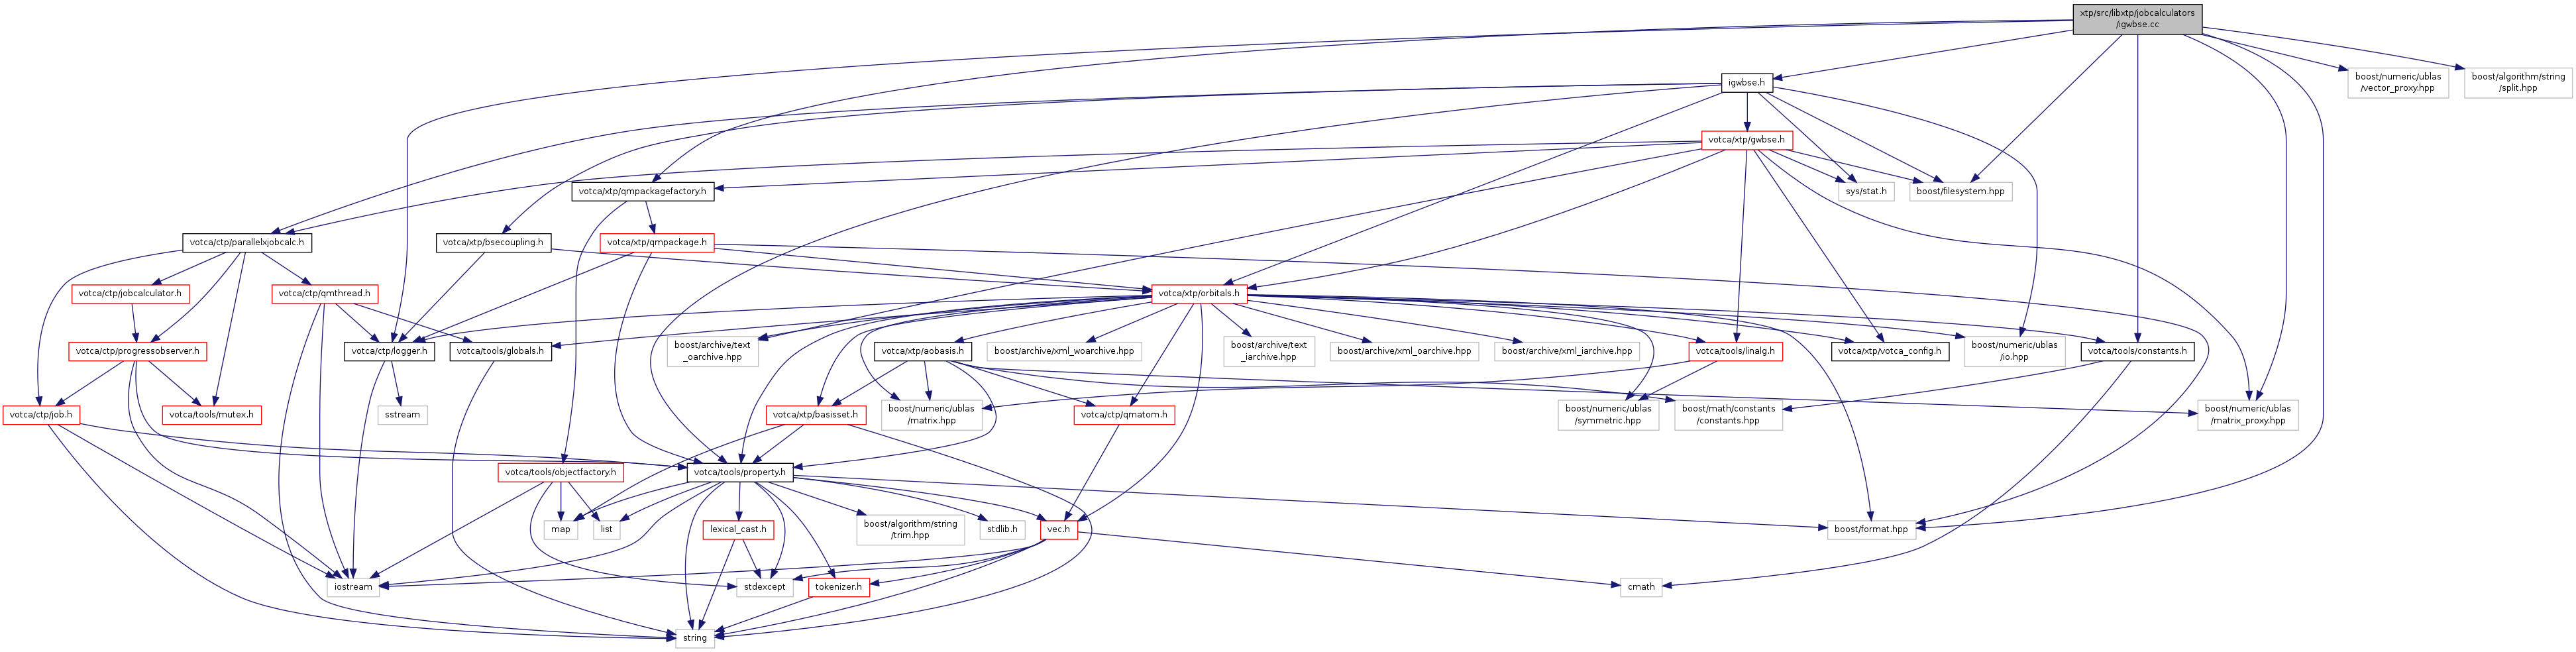 xtp/src/libxtp/jobcalculators
/igwbse.cc
igwbse.h
boost/numeric/ublas
/vector_proxy.hpp
boost/algorithm/string
/split.hpp
votca/xtp/gwbse.h
votca/xtp/qmpackagefactory.h
sys/stat.h
boost/filesystem.hpp
votca/ctp/parallelxjobcalc.h
votca/xtp/bsecoupling.h
votca/xtp/qmpackage.h
votca/ctp/jobcalculator.h
votca/ctp/qmthread.h
votca/xtp/orbitals.h
votca/ctp/progressobserver.h
votca/ctp/logger.h
votca/tools/globals.h
boost/archive/text
_oarchive.hpp
votca/xtp/aobasis.h
boost/archive/xml_woarchive.hpp
boost/archive/text
_iarchive.hpp
boost/archive/xml_oarchive.hpp
boost/archive/xml_iarchive.hpp
votca/tools/linalg.h
votca/xtp/votca_config.h
boost/numeric/ublas
/io.hpp
votca/tools/constants.h
votca/ctp/job.h
votca/tools/mutex.h
sstream
votca/xtp/basisset.h
boost/numeric/ublas
/matrix.hpp
votca/ctp/qmatom.h
boost/numeric/ublas
/symmetric.hpp
boost/math/constants
/constants.hpp
boost/numeric/ublas
/matrix_proxy.hpp
votca/tools/objectfactory.h
votca/tools/property.h
map
list
lexical_cast.h
boost/algorithm/string
/trim.hpp
stdlib.h
vec.h
boost/format.hpp
iostream
stdexcept
tokenizer.h
cmath
string